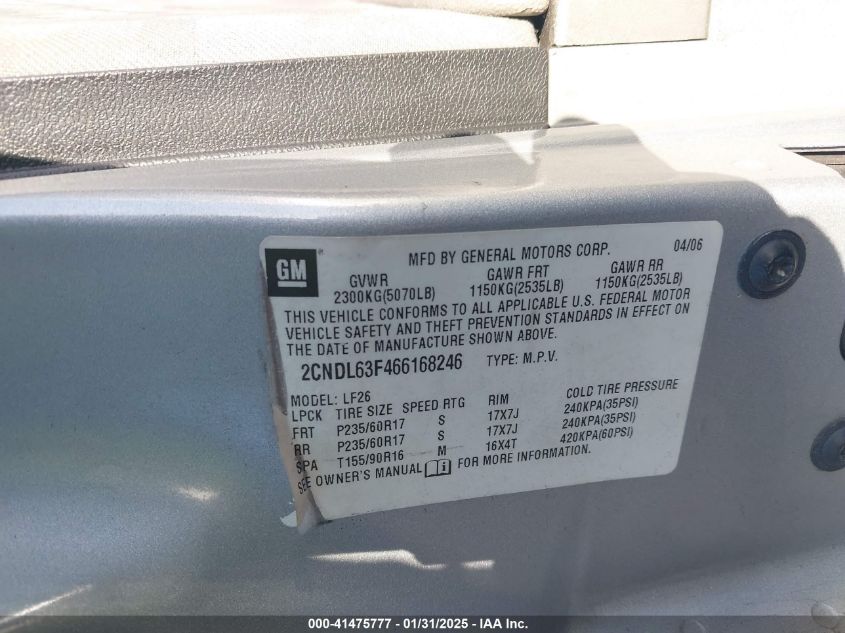 GM
MFD BY GENERAL MOTORS CORP. 04/06
GVWR GAWR FRT GAWR RR
2300KG(5070LB) 1150KG(2535LB) 1150KG(2535LB)
THIS VEHICLE CONFORMS TO ALL APPLICABLE U.S. FEDERAL MOTOR
VEHICLE SAFETY AND THEFT PREVENTION STANDARDS IN EFFECT ON
THE DATE OF MANUFACTURE SHOWN ABOVE.
2CNDL63F466168246 TYPE: M.P.V.
MODEL: LF26
LPCK TIRE SIZE SPEED RTG RIM COLD TIRE PRESSURE
FRT P235/60R17 S 17X7J 240KPA(35PSI)
RR P235/60R17 S 17X7J 240KPA(35PSI)
SPA T155/90R16 M 16X4T 420KPA(60PSI)
SEE OWNER'S MANUAL i FOR MORE INFORMATION.
000-41475777 - 01/31/2025 - IAA Inc.